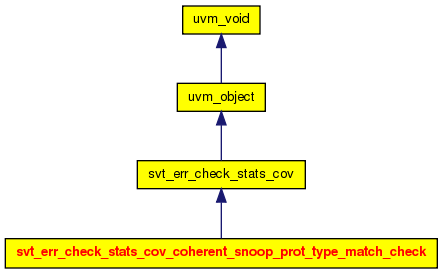 uvm_void
uvm_object
svt_err_check_stats_cov
svt_err_check_stats_cov_coherent_snoop_prot_type_match_check